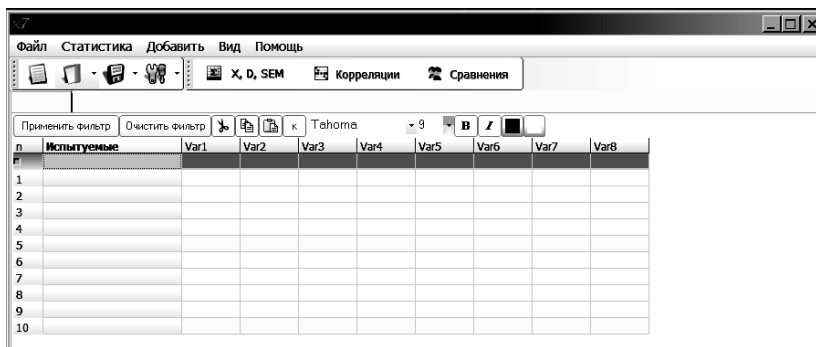 Файл Статистика Добавить Вид Помощь
X, D, SEM Корреляции Сравнения
Применить фильтр Очистить фильтр К Tahoma 9 B I
n Испытуемые Var1 Var2 Var3 Var4 Var5 Var6 Var7 Var8
1
2
3
4
5
6
7
8
9
10